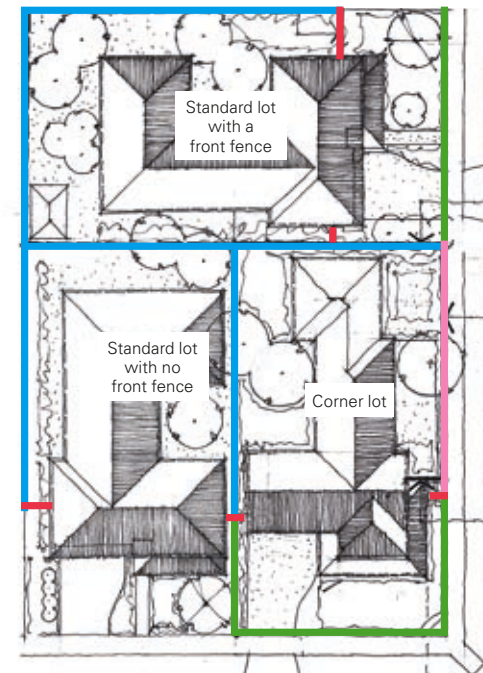 Standard lot
with a
front fence
Standard lot
with no
front fence
Corner lot